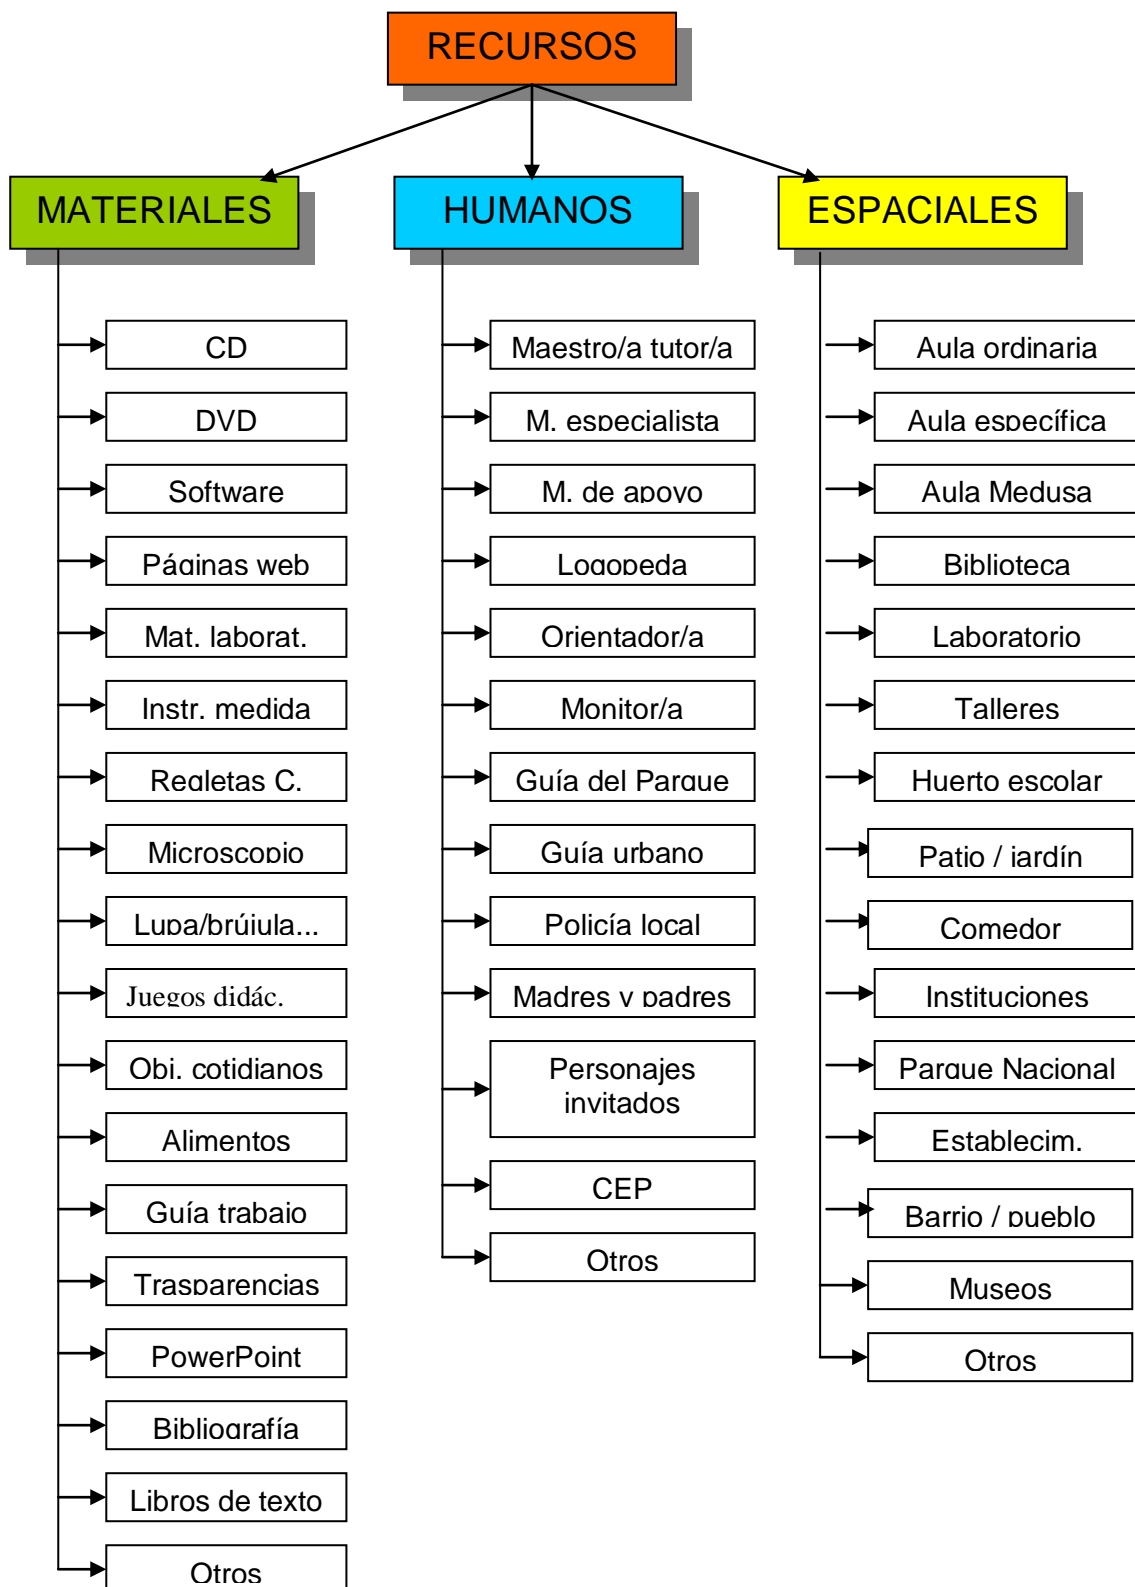 RECURSOS
MATERIALES
CD
DVD
Software
Páginas web
Mat. laborat.
Instr. medida
Regletas C.
Microscopio
Lupa/brújula...
Juegos didác.
Obj. cotidianos
Alimentos
Guía trabajo
Trasparencias
PowerPoint
Bibliografía
Libros de texto
Otros
HUMANOS
Maestro/a tutor/a
M. especialista
M. de apoyo
Logopeda
Orientador/a
Monitor/a
Guía del Parque
Guía urbano
Policía local
Madres y padres
Personajes
invitados
CEP
Otros
ESPACIALES
Aula ordinaria
Aula específica
Aula Medusa
Biblioteca
Laboratorio
Talleres
Huerto escolar
Patio / jardín
Comedor
Instituciones
Parque Nacional
Establecim.
Barrio / pueblo
Museos
Otros